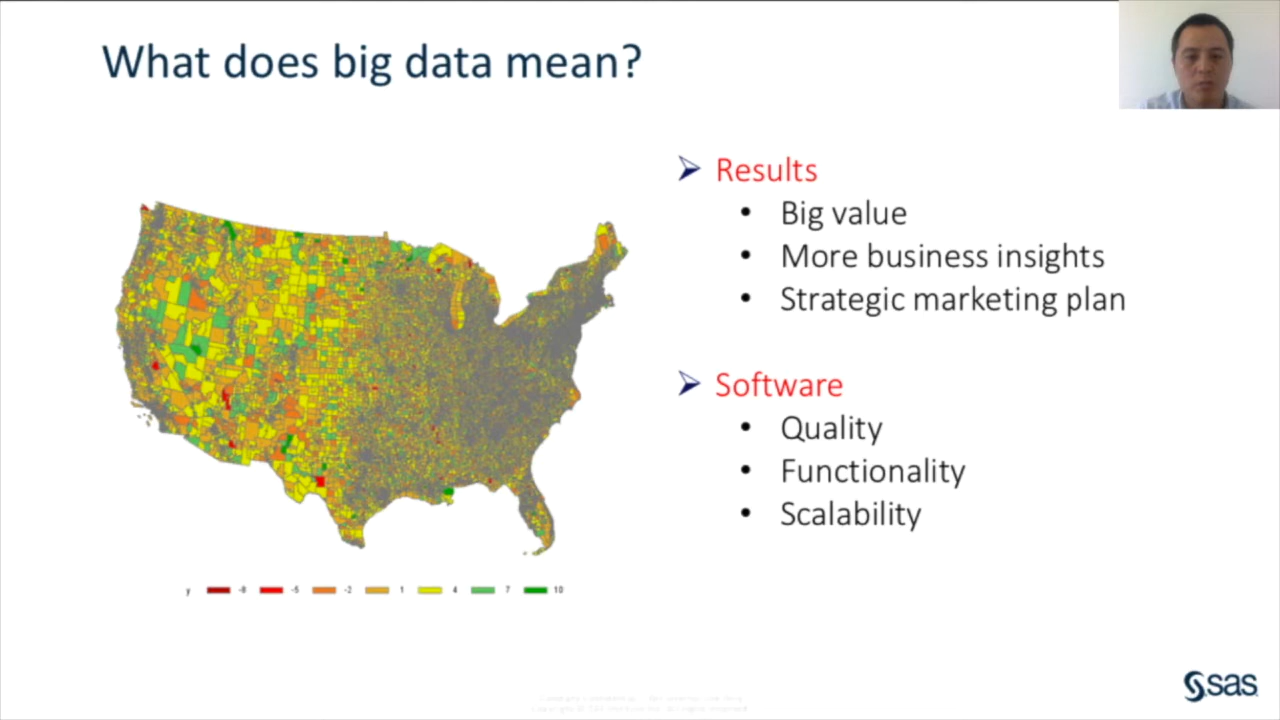 What does big data mean?
Results
• Big value
• More business insights
• Strategic marketing plan
Software
• Quality
• Functionality
• Scalability
y -8 -5 -2 1 4 7 10
sas